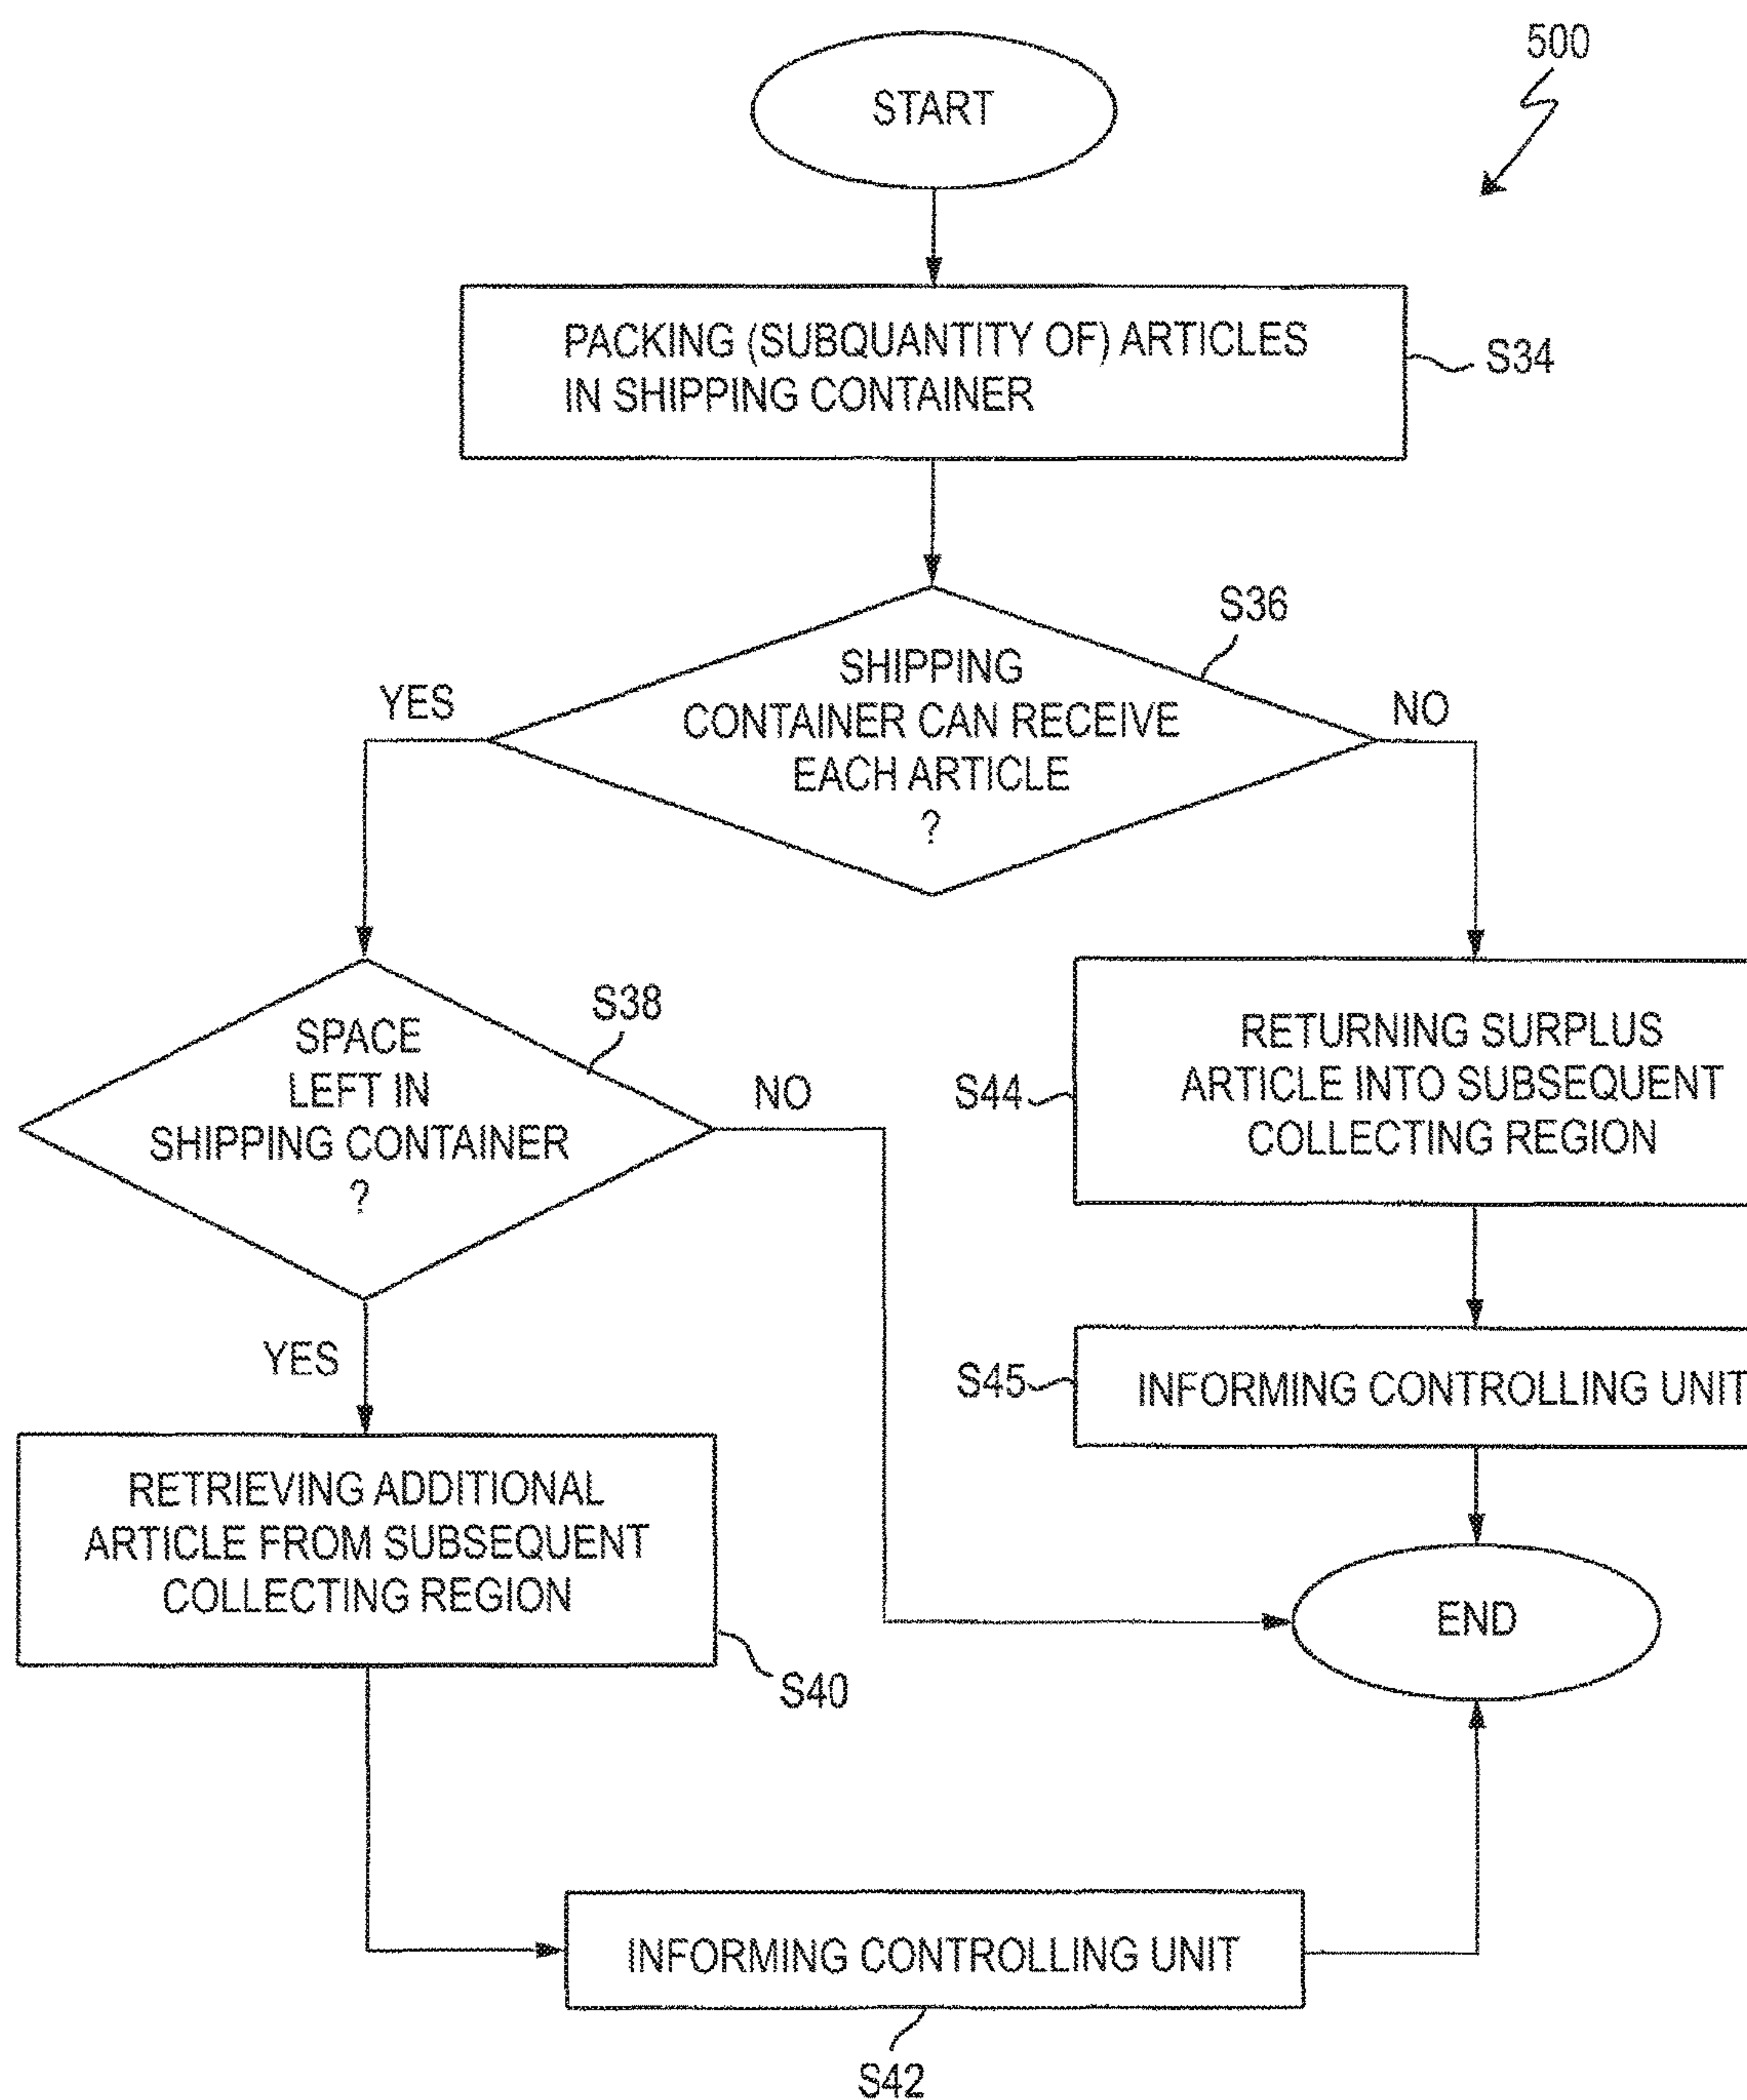 500
START
PACKING (SUBQUANTITY OF) ARTICLES
IN SHIPPING CONTAINER
S34
S36
SHIPPING
CONTAINER CAN RECEIVE
EACH ARTICLE
?
YES
NO
S38
SPACE
LEFT IN
SHIPPING CONTAINER
?
NO
YES
S44
RETURNING SURPLUS
ARTICLE INTO SUBSEQUENT
COLLECTING REGION
S45
INFORMING CONTROLLING UNIT
RETRIEVING ADDITIONAL
ARTICLE FROM SUBSEQUENT
COLLECTING REGION
S40
END
INFORMING CONTROLLING UNIT
S42